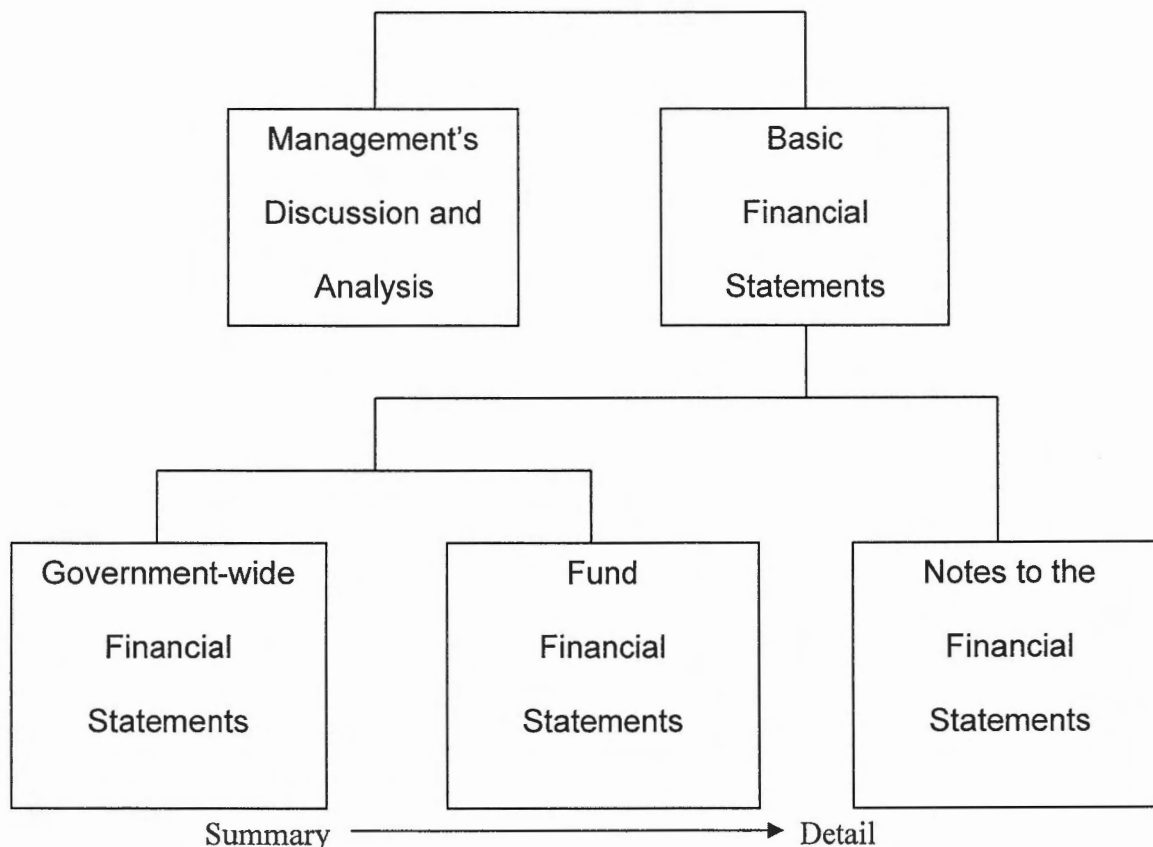 Management's
Discussion and
Analysis
Basic
Financial
Statements
Government-wide
Financial
Statements
Fund
Financial
Statements
Notes to the
Financial
Statements
Summary
Detail